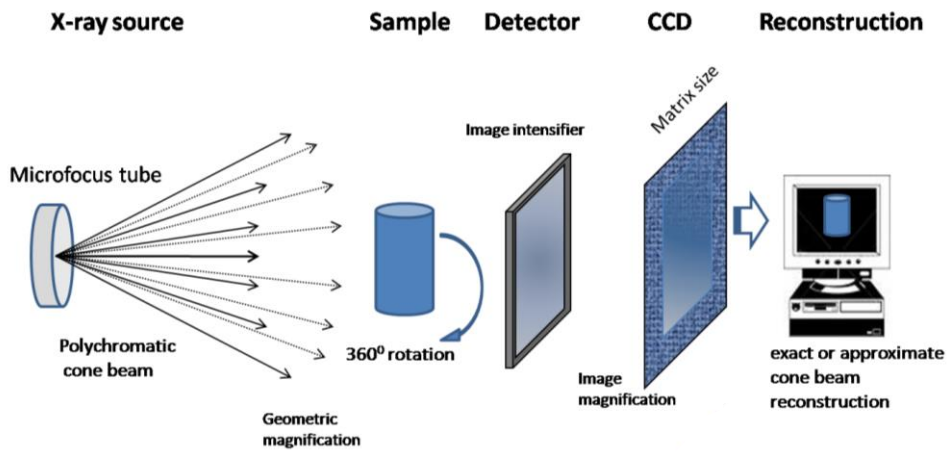 X-ray source
Sample
Detector
CCD
Reconstruction
Matrix size
Image intensifier
Microfocus tube
Polychromatic
cone beam
360⁰ rotation
Geometric
magnification
Image
magnification
exact or approximate
cone beam
reconstruction